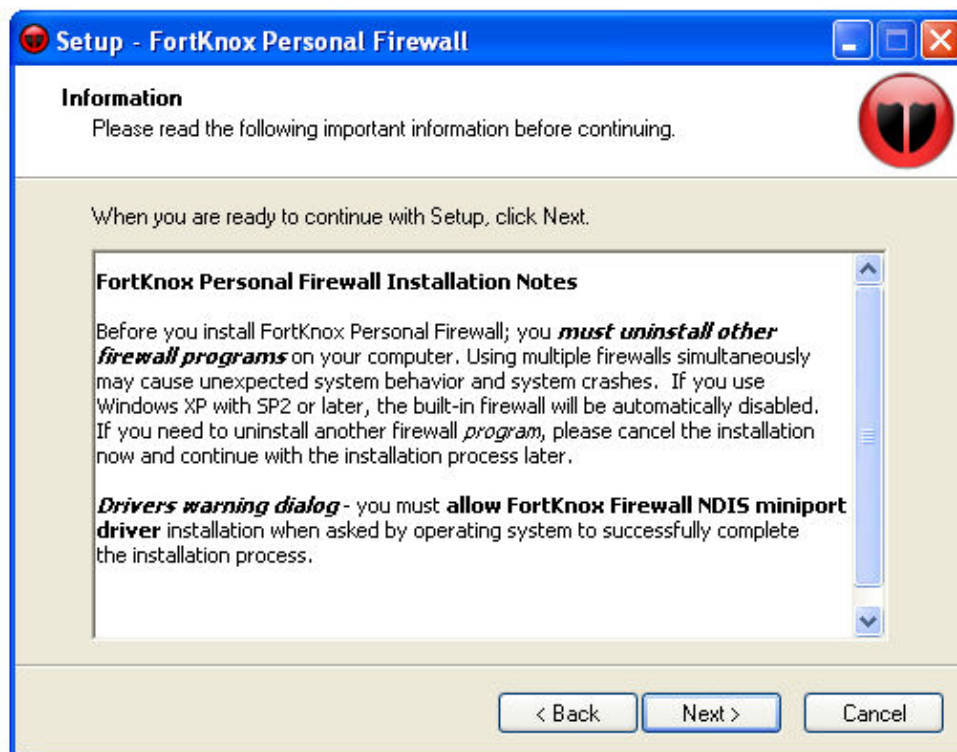 Setup - FortKnox Personal Firewall
Information
Please read the following important information before continuing.
When you are ready to continue with Setup, click Next.
FortKnox Personal Firewall Installation Notes
Before you install FortKnox Personal Firewall; you must uninstall other
firewall programs on your computer. Using multiple firewalls simultaneously
may cause unexpected system behavior and system crashes.  If you use
Windows XP with SP2 or later, the built-in firewall will be automatically disabled.
If you need to uninstall another firewall program, please cancel the installation
now and continue with the installation process later.
Drivers warning dialog - you must allow FortKnox Firewall NDIS miniport
driver installation when asked by operating system to successfully complete
the installation process.
< Back Next > Cancel